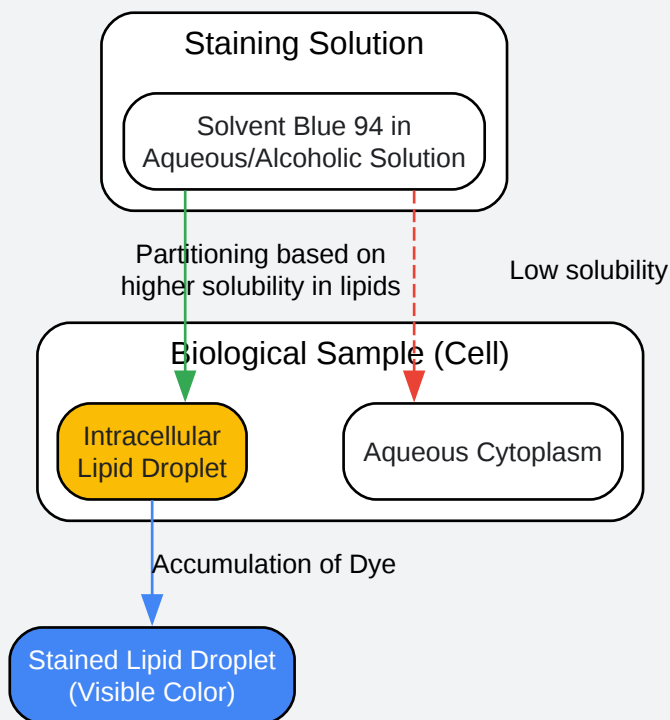 Staining Solution
Solvent Blue 94 in
Aqueous/Alcoholic Solution
Partitioning based on
higher solubility in lipids
Low solubility
Biological Sample (Cell)
Intracellular
Lipid Droplet
Aqueous Cytoplasm
Accumulation of Dye
Stained Lipid Droplet
(Visible Color)